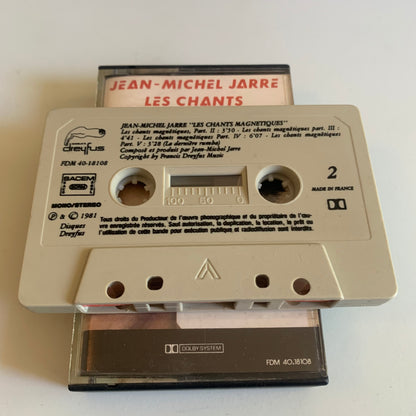 JEAN-MICHEL JARRE
LES CHANTS
dreyfus
FDM 40-18108
JEAN-MICHEL JARRE "LES CHANTS MAGNETIQUES"
Les chants magnétiques, Part. II : 3'50 - Les chants magnétiques part. III :
4'41 - Les chants magnétiques Part. IV : 6'07 - Les chants magnétiques
Part. V : 3'28 (La dernière rumba)
Composé et produit par Jean-Michel Jarre
Copyright by Francis Dreyfus Music
SACEM
MONO/STEREO
℗ & © 1981
Disques
Dreyfus
100 50 0
2
MADE IN FRANCE
Tous droits du Producteur de l'œuvre phonographique et du propriétaire de l'œu-
vre enregistrée réservés. Sauf autorisation, la duplication, la location, le prêt ou
l'utilisation de cette bande pour exécution publique et radiodiffusion sont interdits.
DOLBY SYSTEM
FDM 40.18108